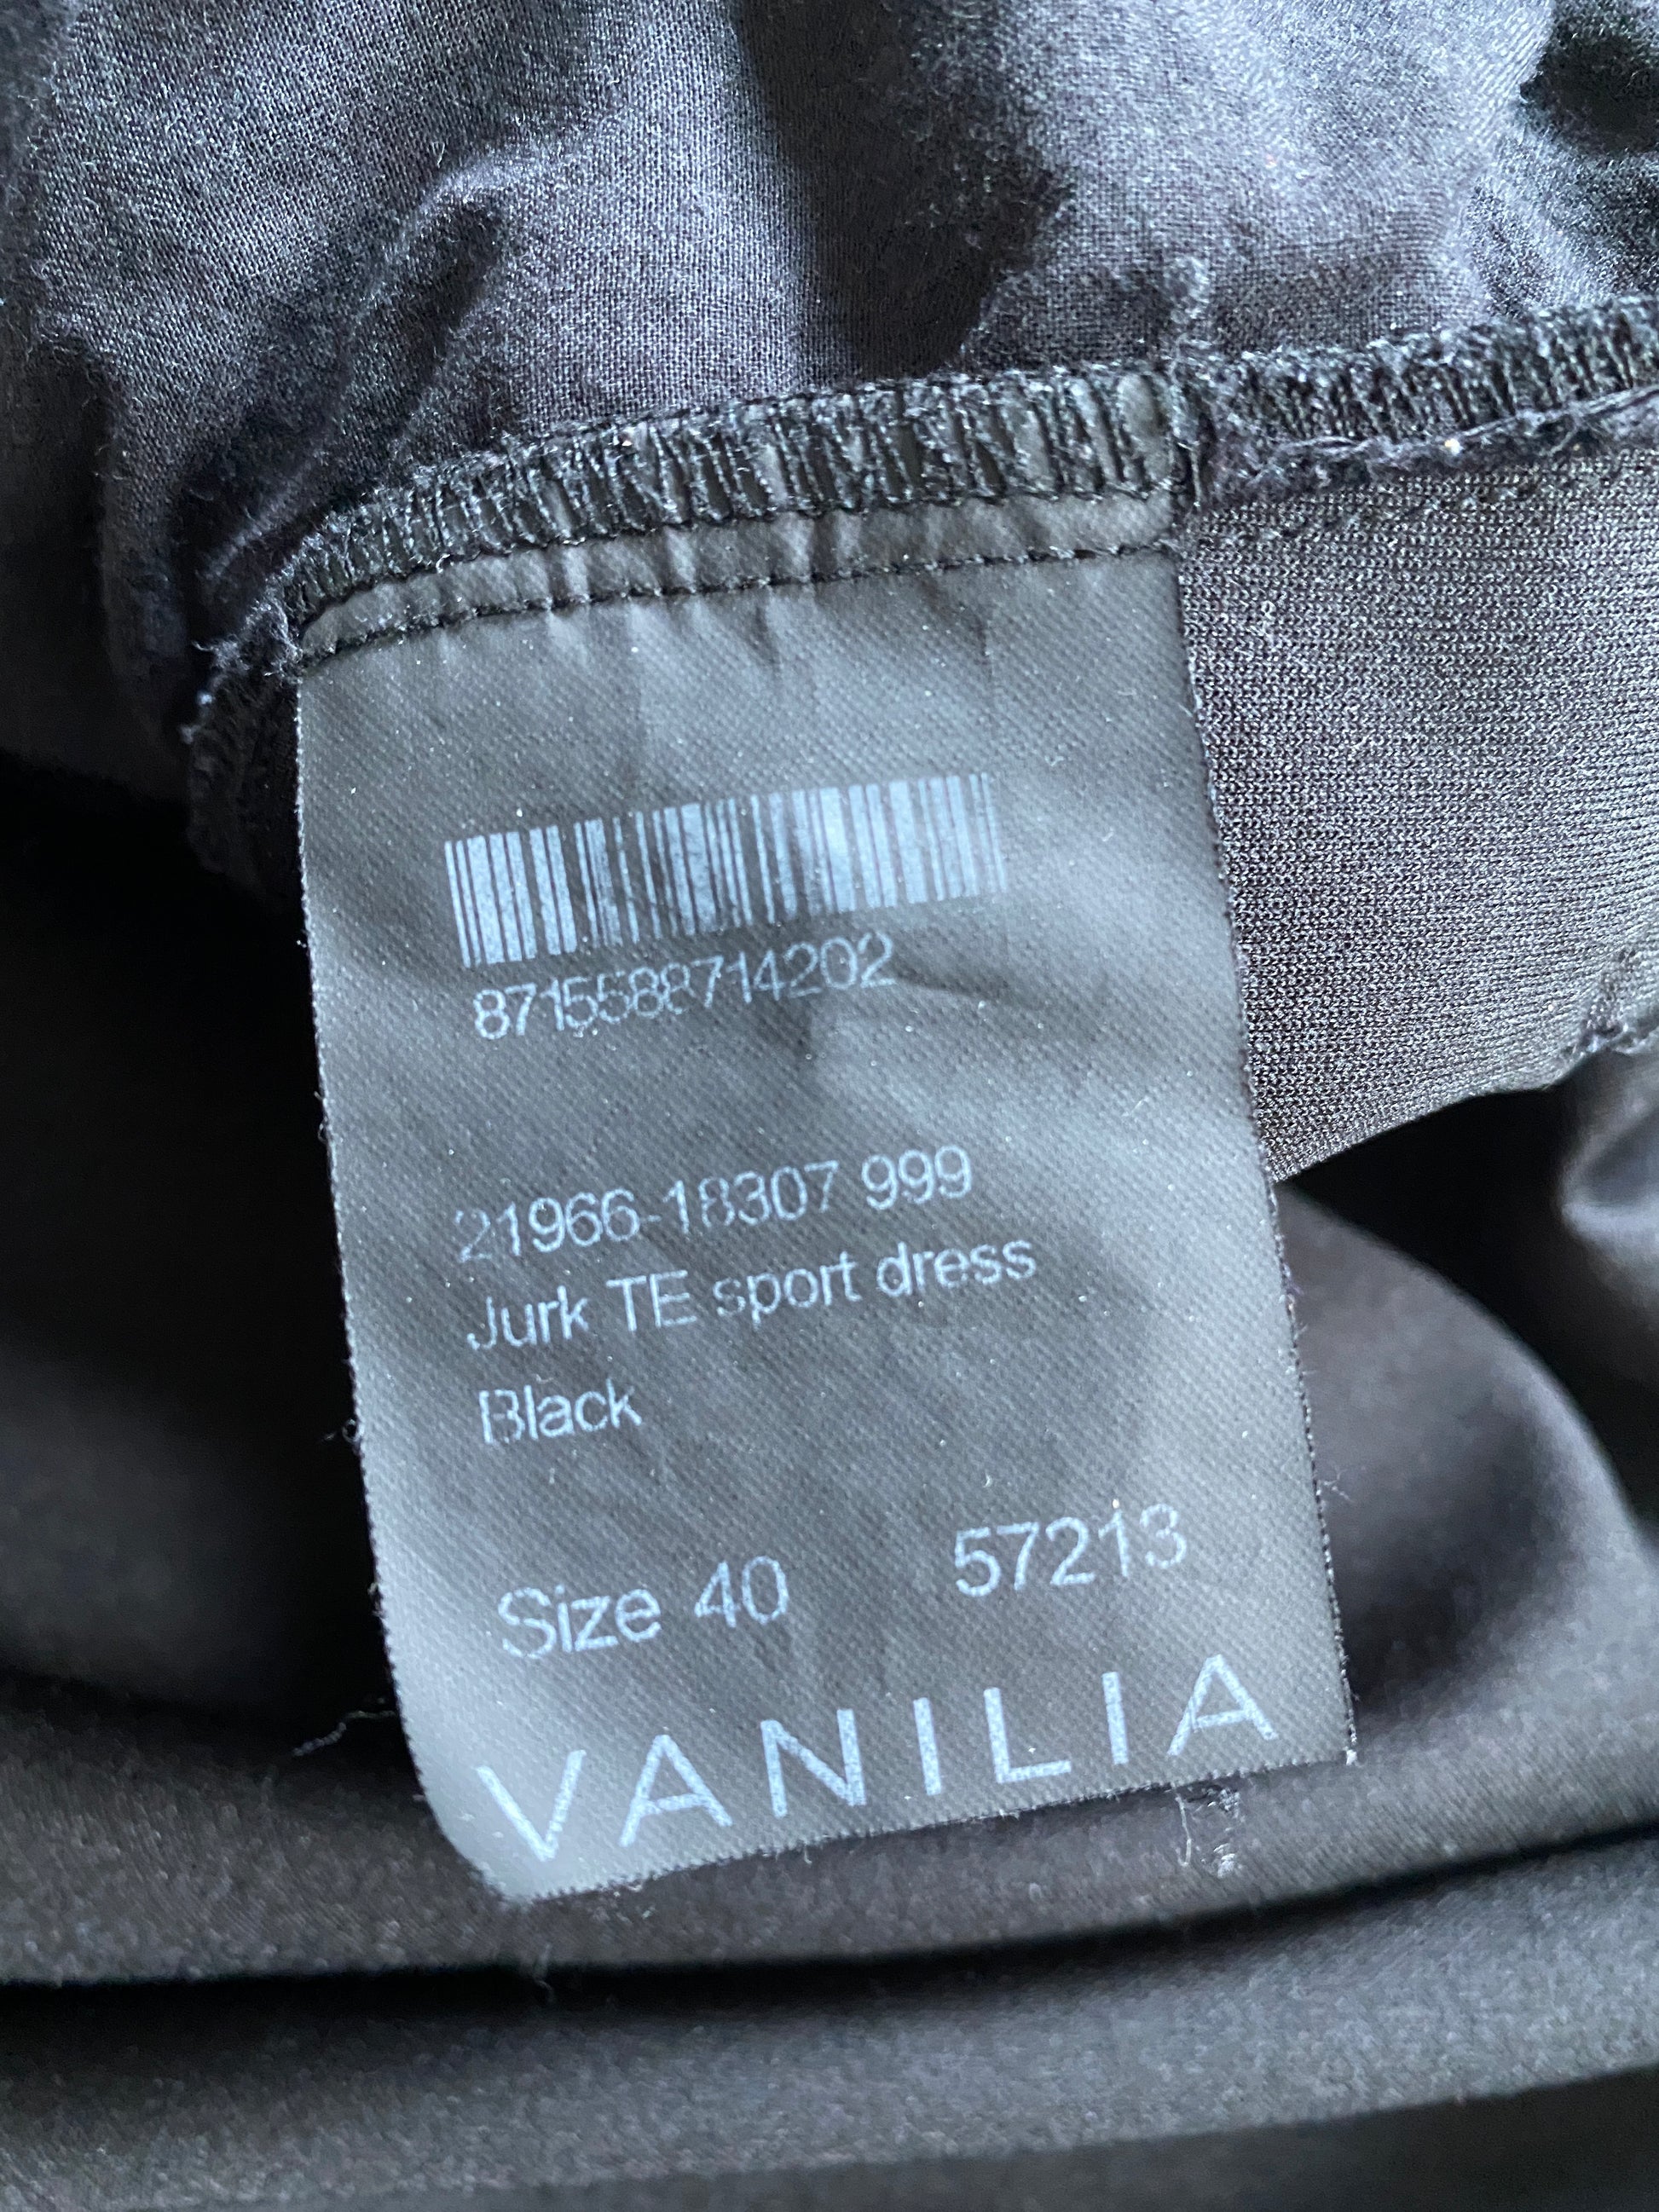 8715588714202
21966-18307 999
Jurk TE sport dress
Black
Size 40 57213
VANILIA